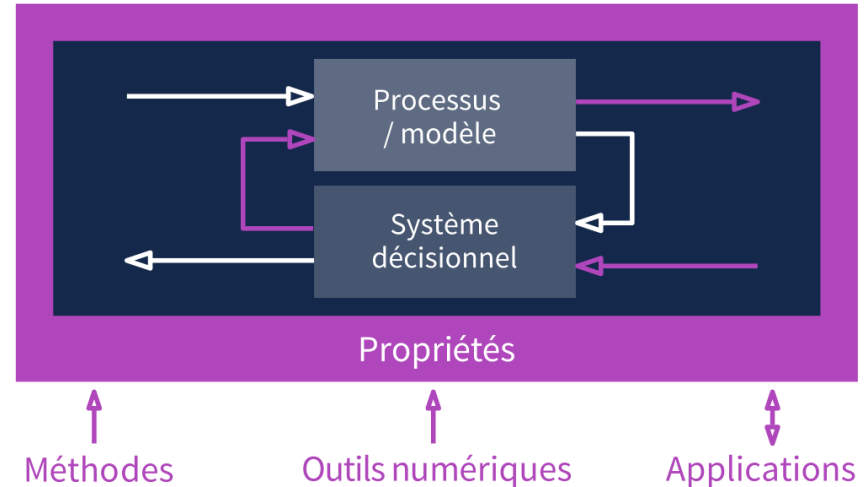 Processus
/ modèle
Système
décisionnel
Propriétés
Méthodes
Outils numériques
Applications